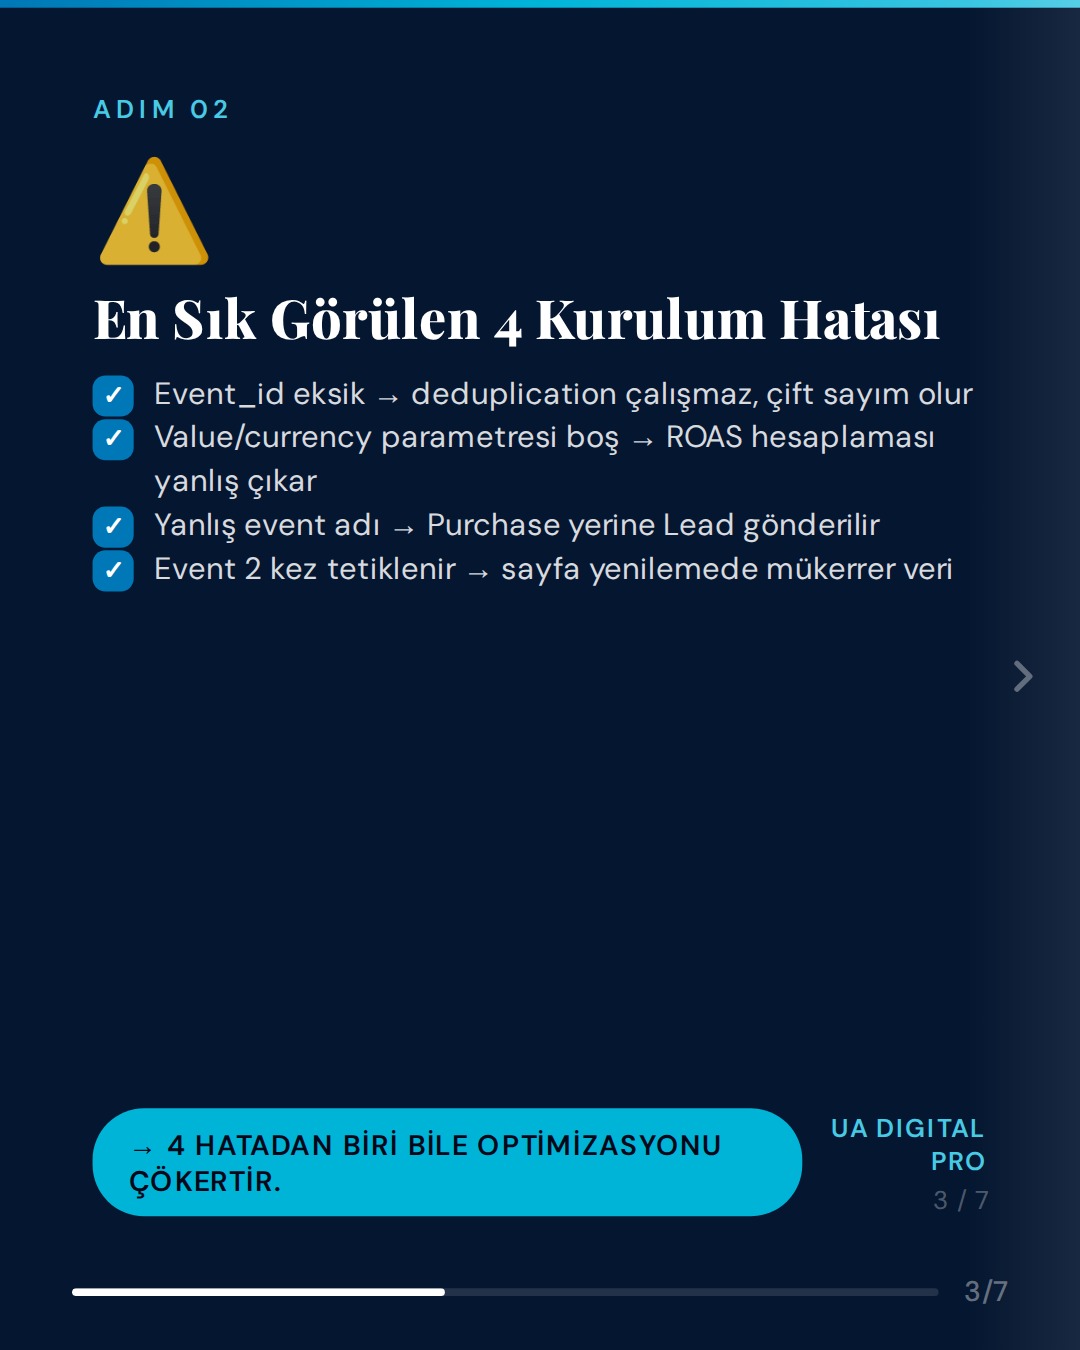 ADIM 02
En Sık Görülen 4 Kurulum Hatası
✓ Event_id eksik → deduplication çalışmaz, çift sayım olur
✓ Value/currency parametresi boş → ROAS hesaplaması
yanlış çıkar
✓ Yanlış event adı → Purchase yerine Lead gönderilir
✓ Event 2 kez tetiklenir → sayfa yenilemede mükerrer veri
→ 4 HATADAN BİRİ BİLE OPTİMİZASYONU
ÇÖKERTİR.
UA DIGITAL
PRO
3 / 7
3/7